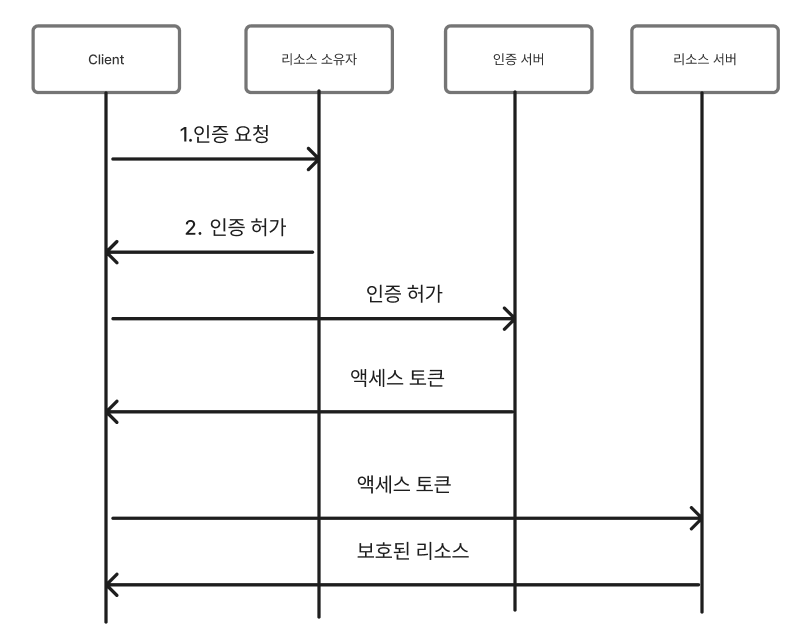 Client
리소스 소유자
인증 서버
리소스 서버
1.인증 요청
2. 인증 허가
인증 허가
액세스 토큰
액세스 토큰
보호된 리소스